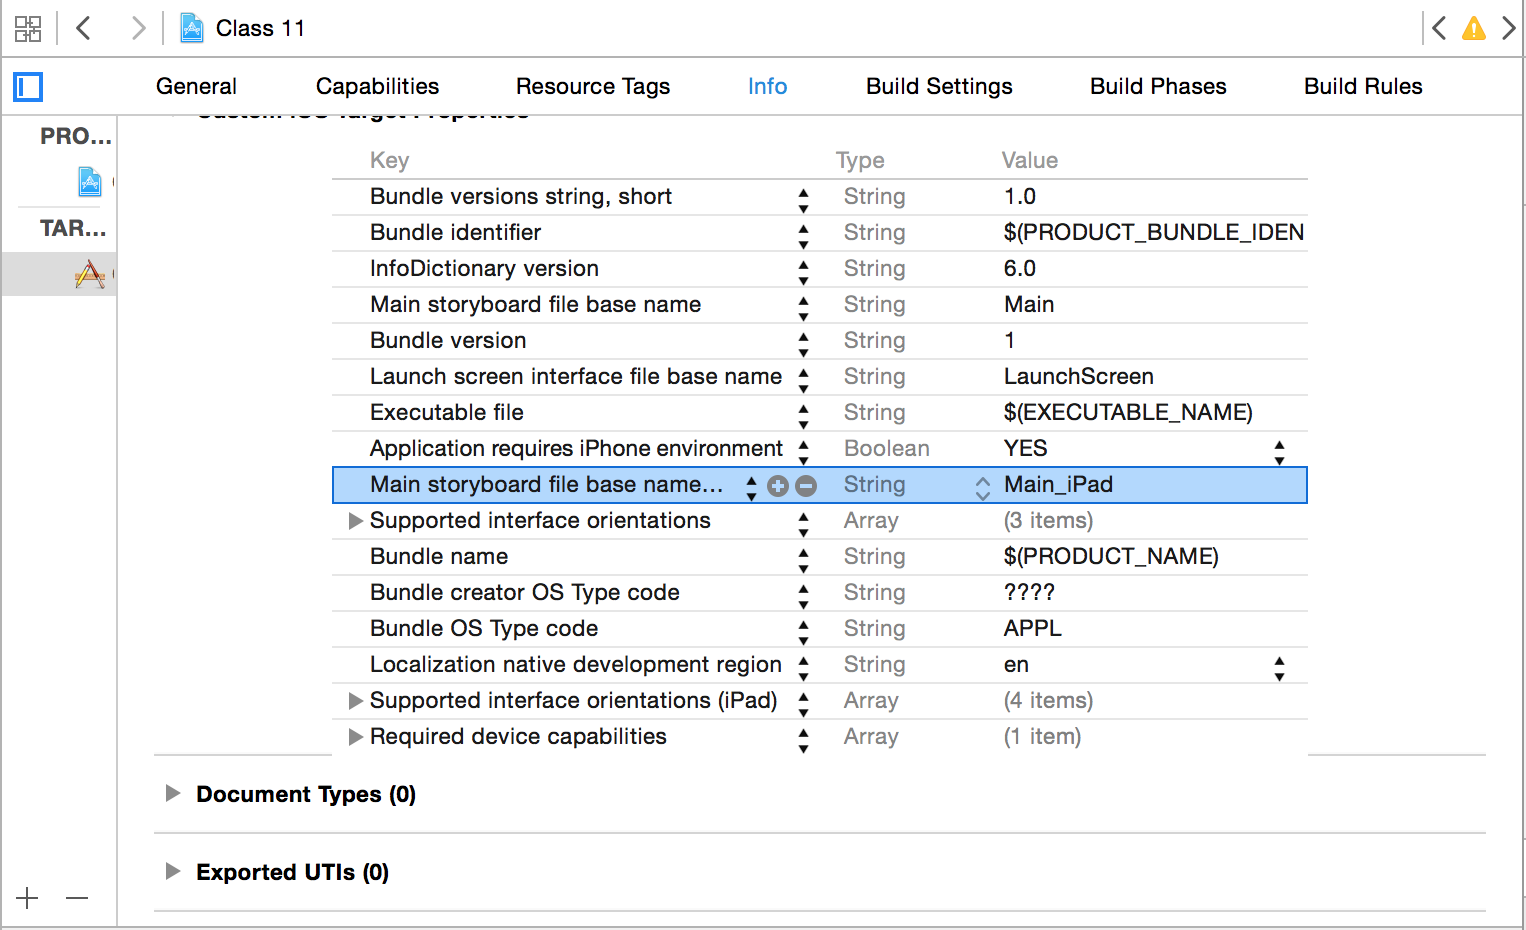 Class 11
General Capabilities Resource Tags Info Build Settings Build Phases Build Rules
PRO...
TAR...
Custom iOS Target Properties
Key Type Value
Bundle versions string, short String 1.0
Bundle identifier String $(PRODUCT_BUNDLE_IDEN
InfoDictionary version String 6.0
Main storyboard file base name String Main
Bundle version String 1
Launch screen interface file base name String LaunchScreen
Executable file String $(EXECUTABLE_NAME)
Application requires iPhone environment Boolean YES
Main storyboard file base name... String Main_iPad
Supported interface orientations Array (3 items)
Bundle name String $(PRODUCT_NAME)
Bundle creator OS Type code String ????
Bundle OS Type code String APPL
Localization native development region String en
Supported interface orientations (iPad) Array (4 items)
Required device capabilities Array (1 item)
Document Types (0)
Exported UTIs (0)